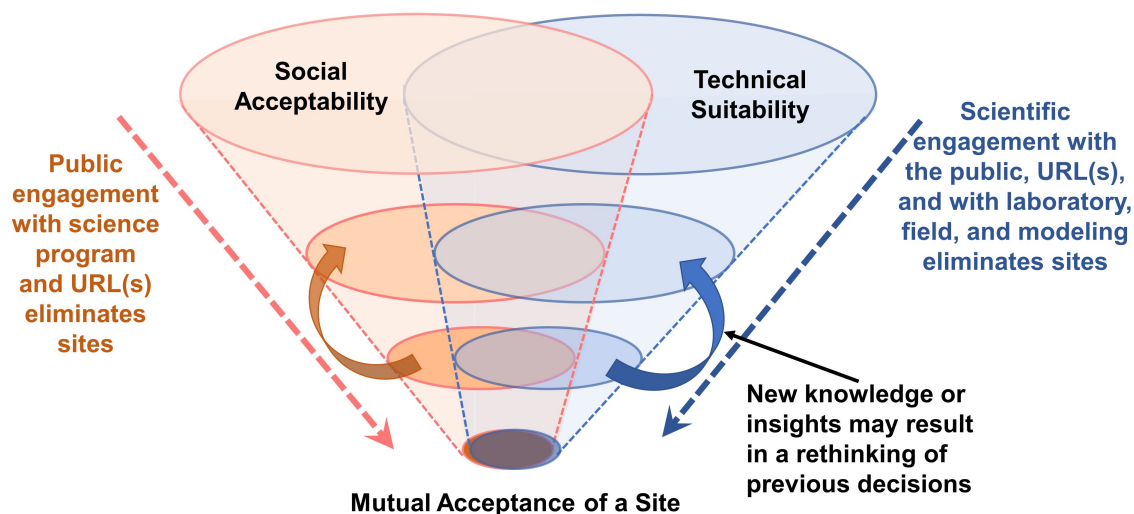 Social
Acceptability
Technical
Suitability
Public
engagement
with science
program
and URL(s)
eliminates
sites
Scientific
engagement with
the public, URL(s),
and with laboratory,
field, and modeling
eliminates sites
New knowledge or
insights may result
in a rethinking of
previous decisions
Mutual Acceptance of a Site